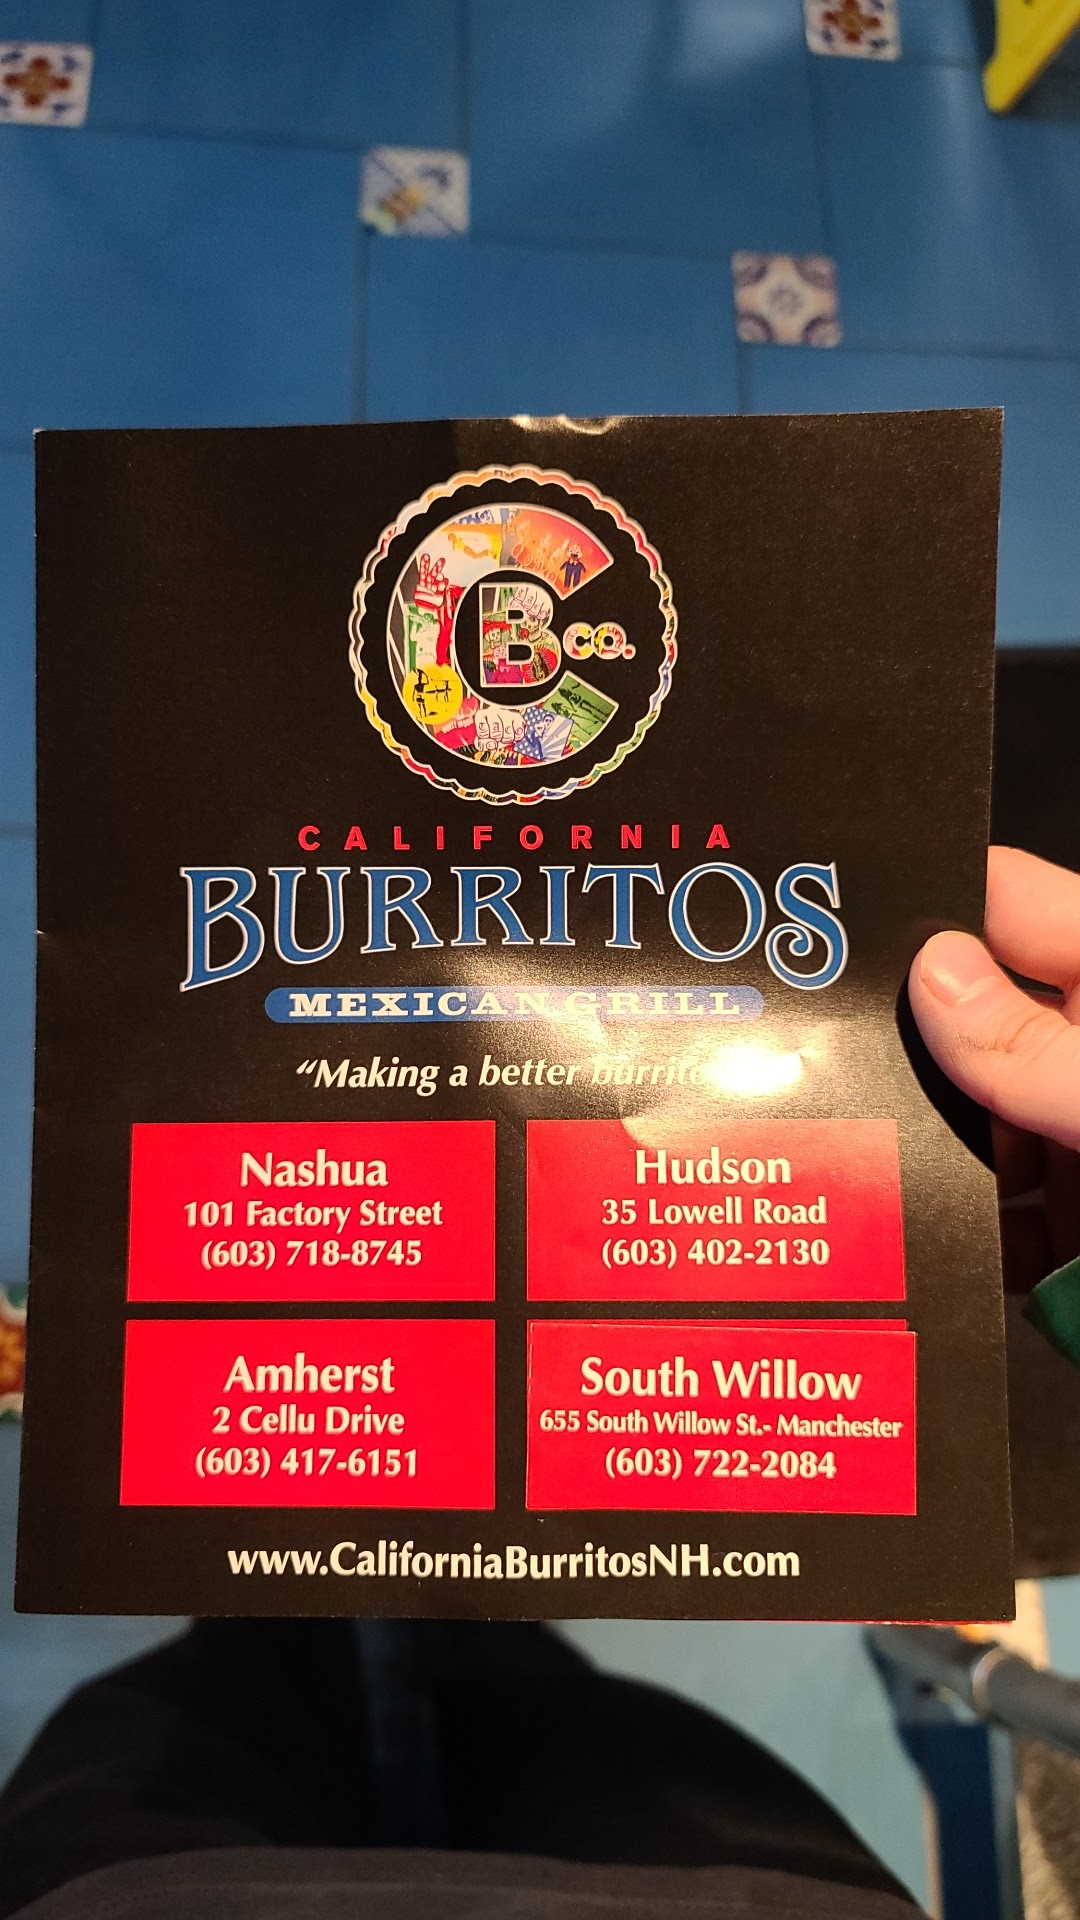 CBCO.
CALIFORNIA
BURRITOS
MEXICAN GRILL
"Making a better burrito
Nashua
101 Factory Street
(603) 718-8745
Hudson
35 Lowell Road
(603) 402-2130
Amherst
2 Cellu Drive
(603) 417-6151
South Willow
655 South Willow St.- Manchester
(603) 722-2084
www.CaliforniaBurritosNH.com